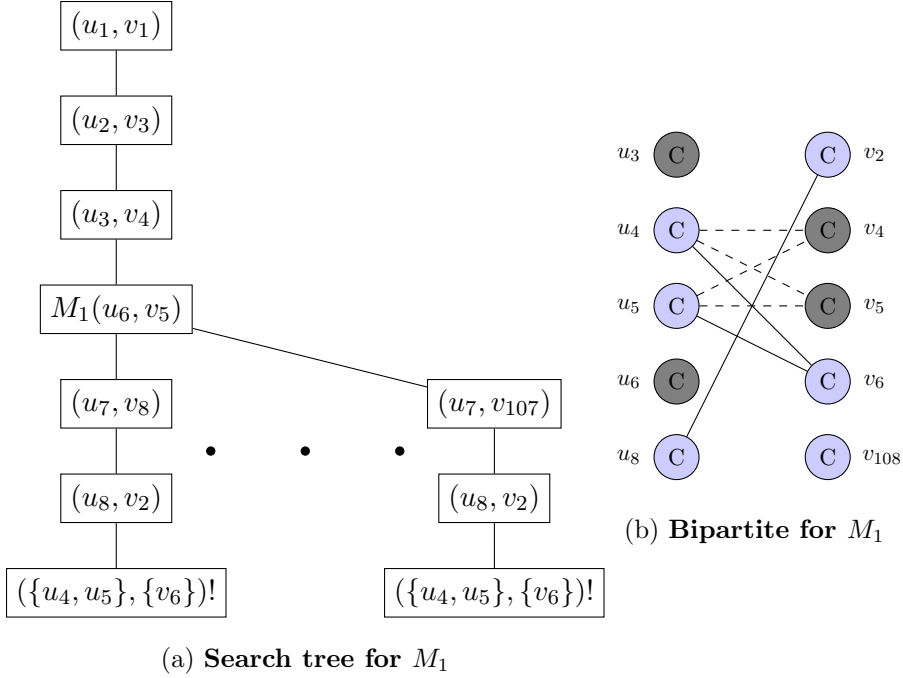 (u₁, v₁)
(u₂, v₃)
(u₃, v₄)
M₁(u₆, v₅)
(u₇, v₈)
(u₇, v₁₀₇)
(u₈, v₂)
(u₈, v₂)
({u₄, u₅}, {v₆})!
({u₄, u₅}, {v₆})!
(a) Search tree for M₁
u₃ C C v₂
u₄ C C v₄
u₅ C C v₅
u₆ C C v₆
u₈ C C v₁₀₈
(b) Bipartite for M₁